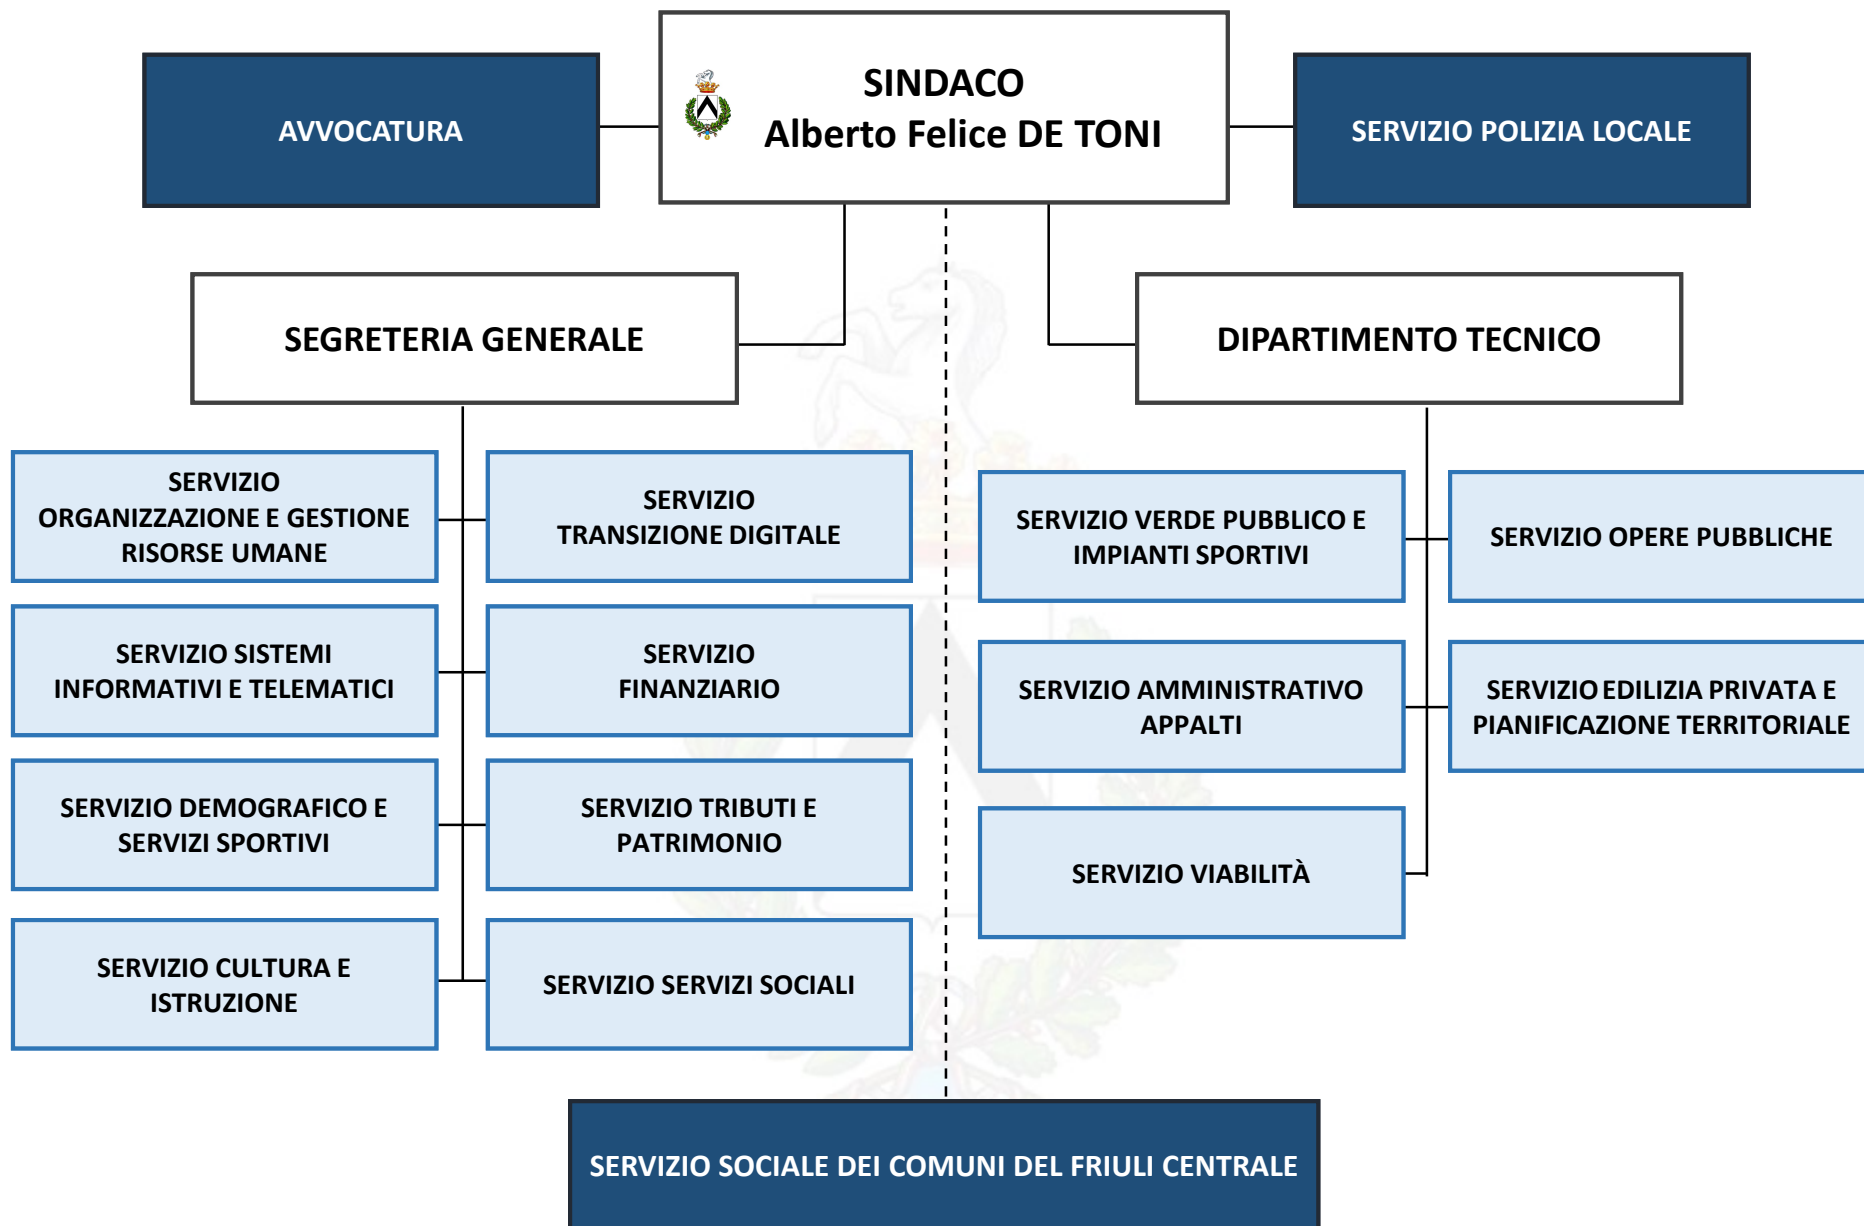 SINDACO
Alberto Felice DE TONI
AVVOCATURA
SERVIZIO POLIZIA LOCALE
SEGRETERIA GENERALE
DIPARTIMENTO TECNICO
SERVIZIO
ORGANIZZAZIONE E GESTIONE
RISORSE UMANE
SERVIZIO
TRANSIZIONE DIGITALE
SERVIZIO SISTEMI
INFORMATIVI E TELEMATICI
SERVIZIO
FINANZIARIO
SERVIZIO DEMOGRAFICO E
SERVIZI SPORTIVI
SERVIZIO TRIBUTI E
PATRIMONIO
SERVIZIO CULTURA E
ISTRUZIONE
SERVIZIO SERVIZI SOCIALI
SERVIZIO VERDE PUBBLICO E
IMPIANTI SPORTIVI
SERVIZIO OPERE PUBBLICHE
SERVIZIO AMMINISTRATIVO
APPALTI
SERVIZIO EDILIZIA PRIVATA E
PIANIFICAZIONE TERRITORIALE
SERVIZIO VIABILITÀ
SERVIZIO SOCIALE DEI COMUNI DEL FRIULI CENTRALE